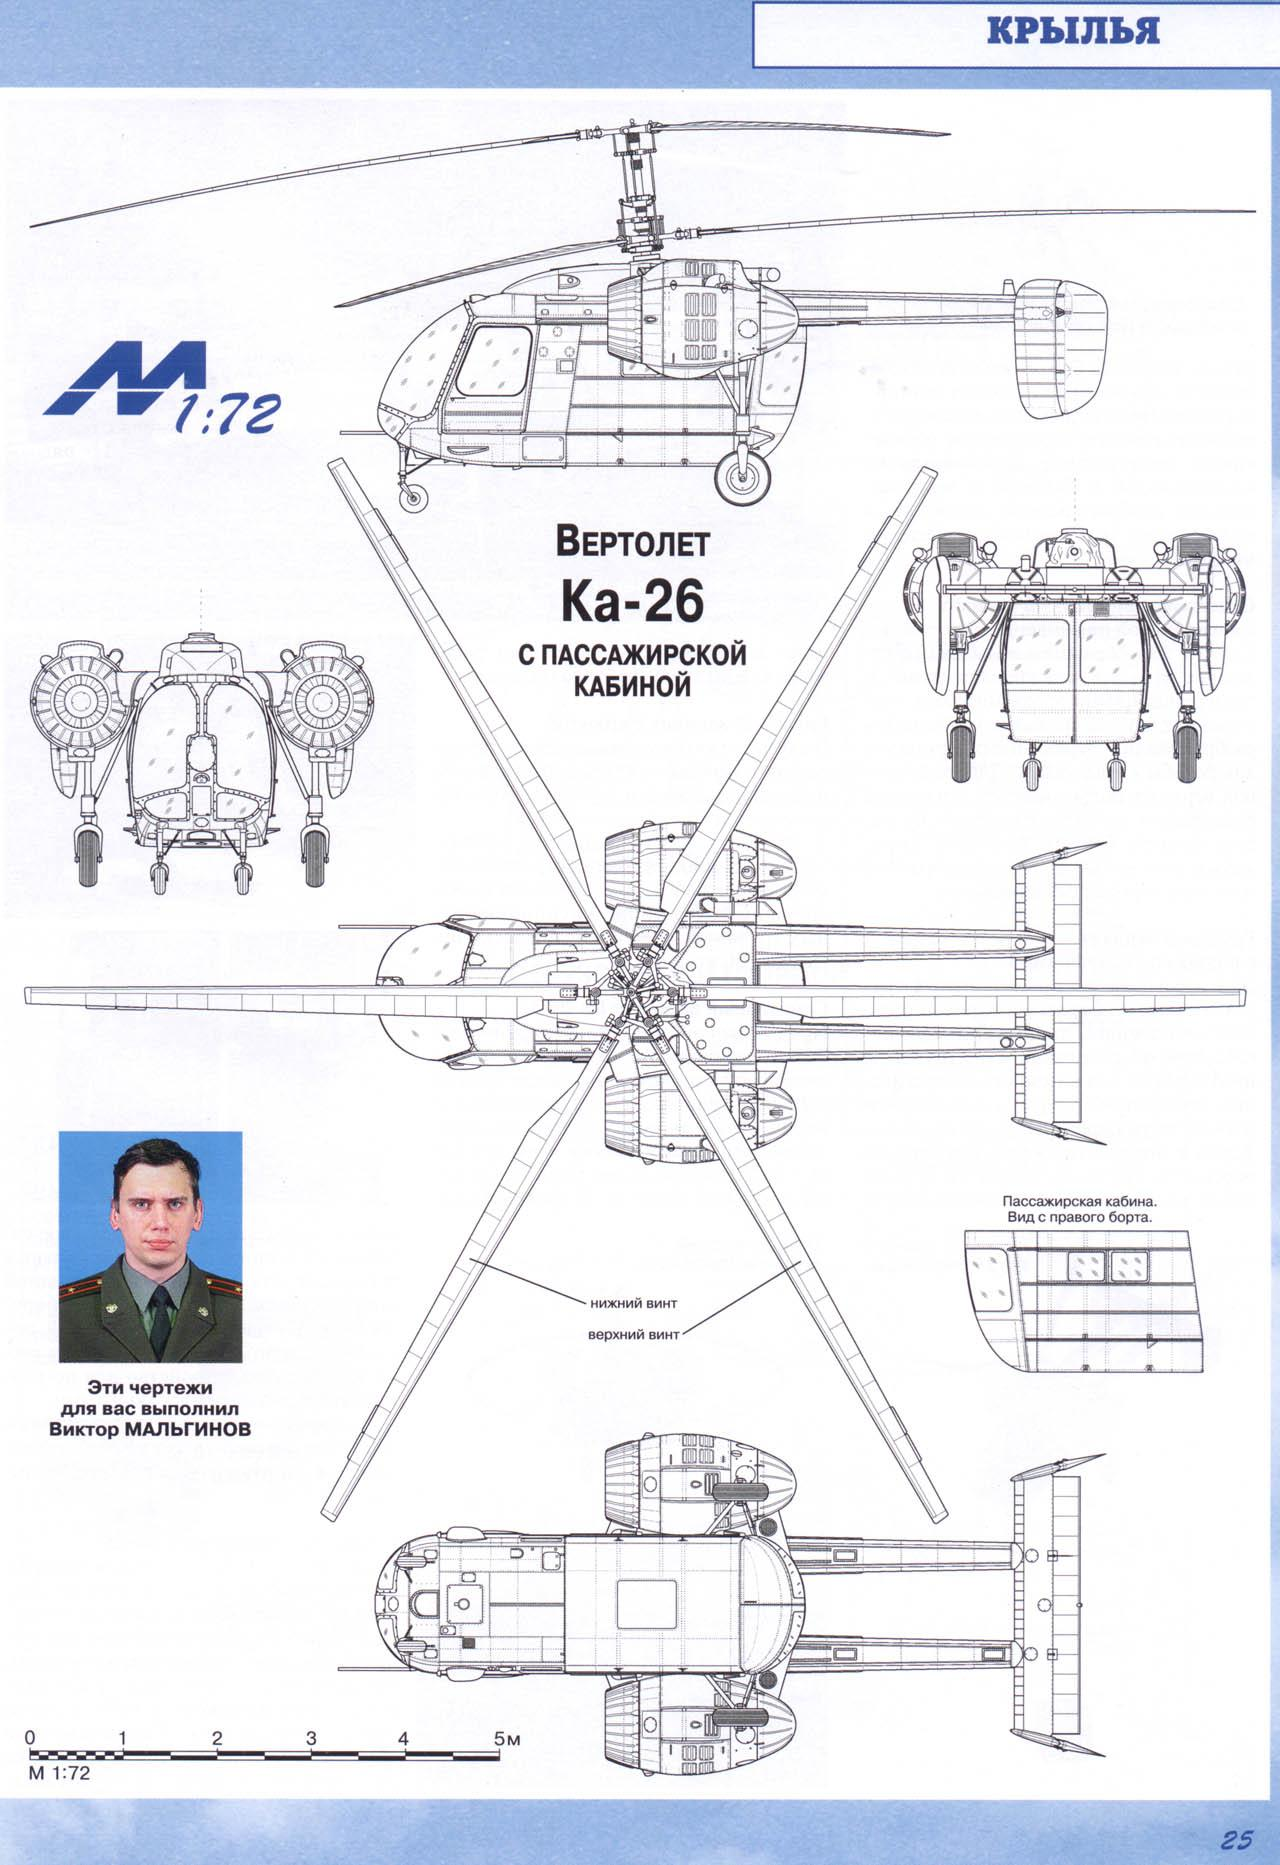 КРЫЛЬЯ
М 1:72
ВЕРТОЛЕТ
Ка-26
С ПАССАЖИРСКОЙ
КАБИНОЙ
Пассажирская кабина.
Вид с правого борта.
нижний винт
верхний винт
Эти чертежи
для вас выполнил
Виктор МАЛЬГИНОВ
0 1 2 3 4 5м
М 1:72
25